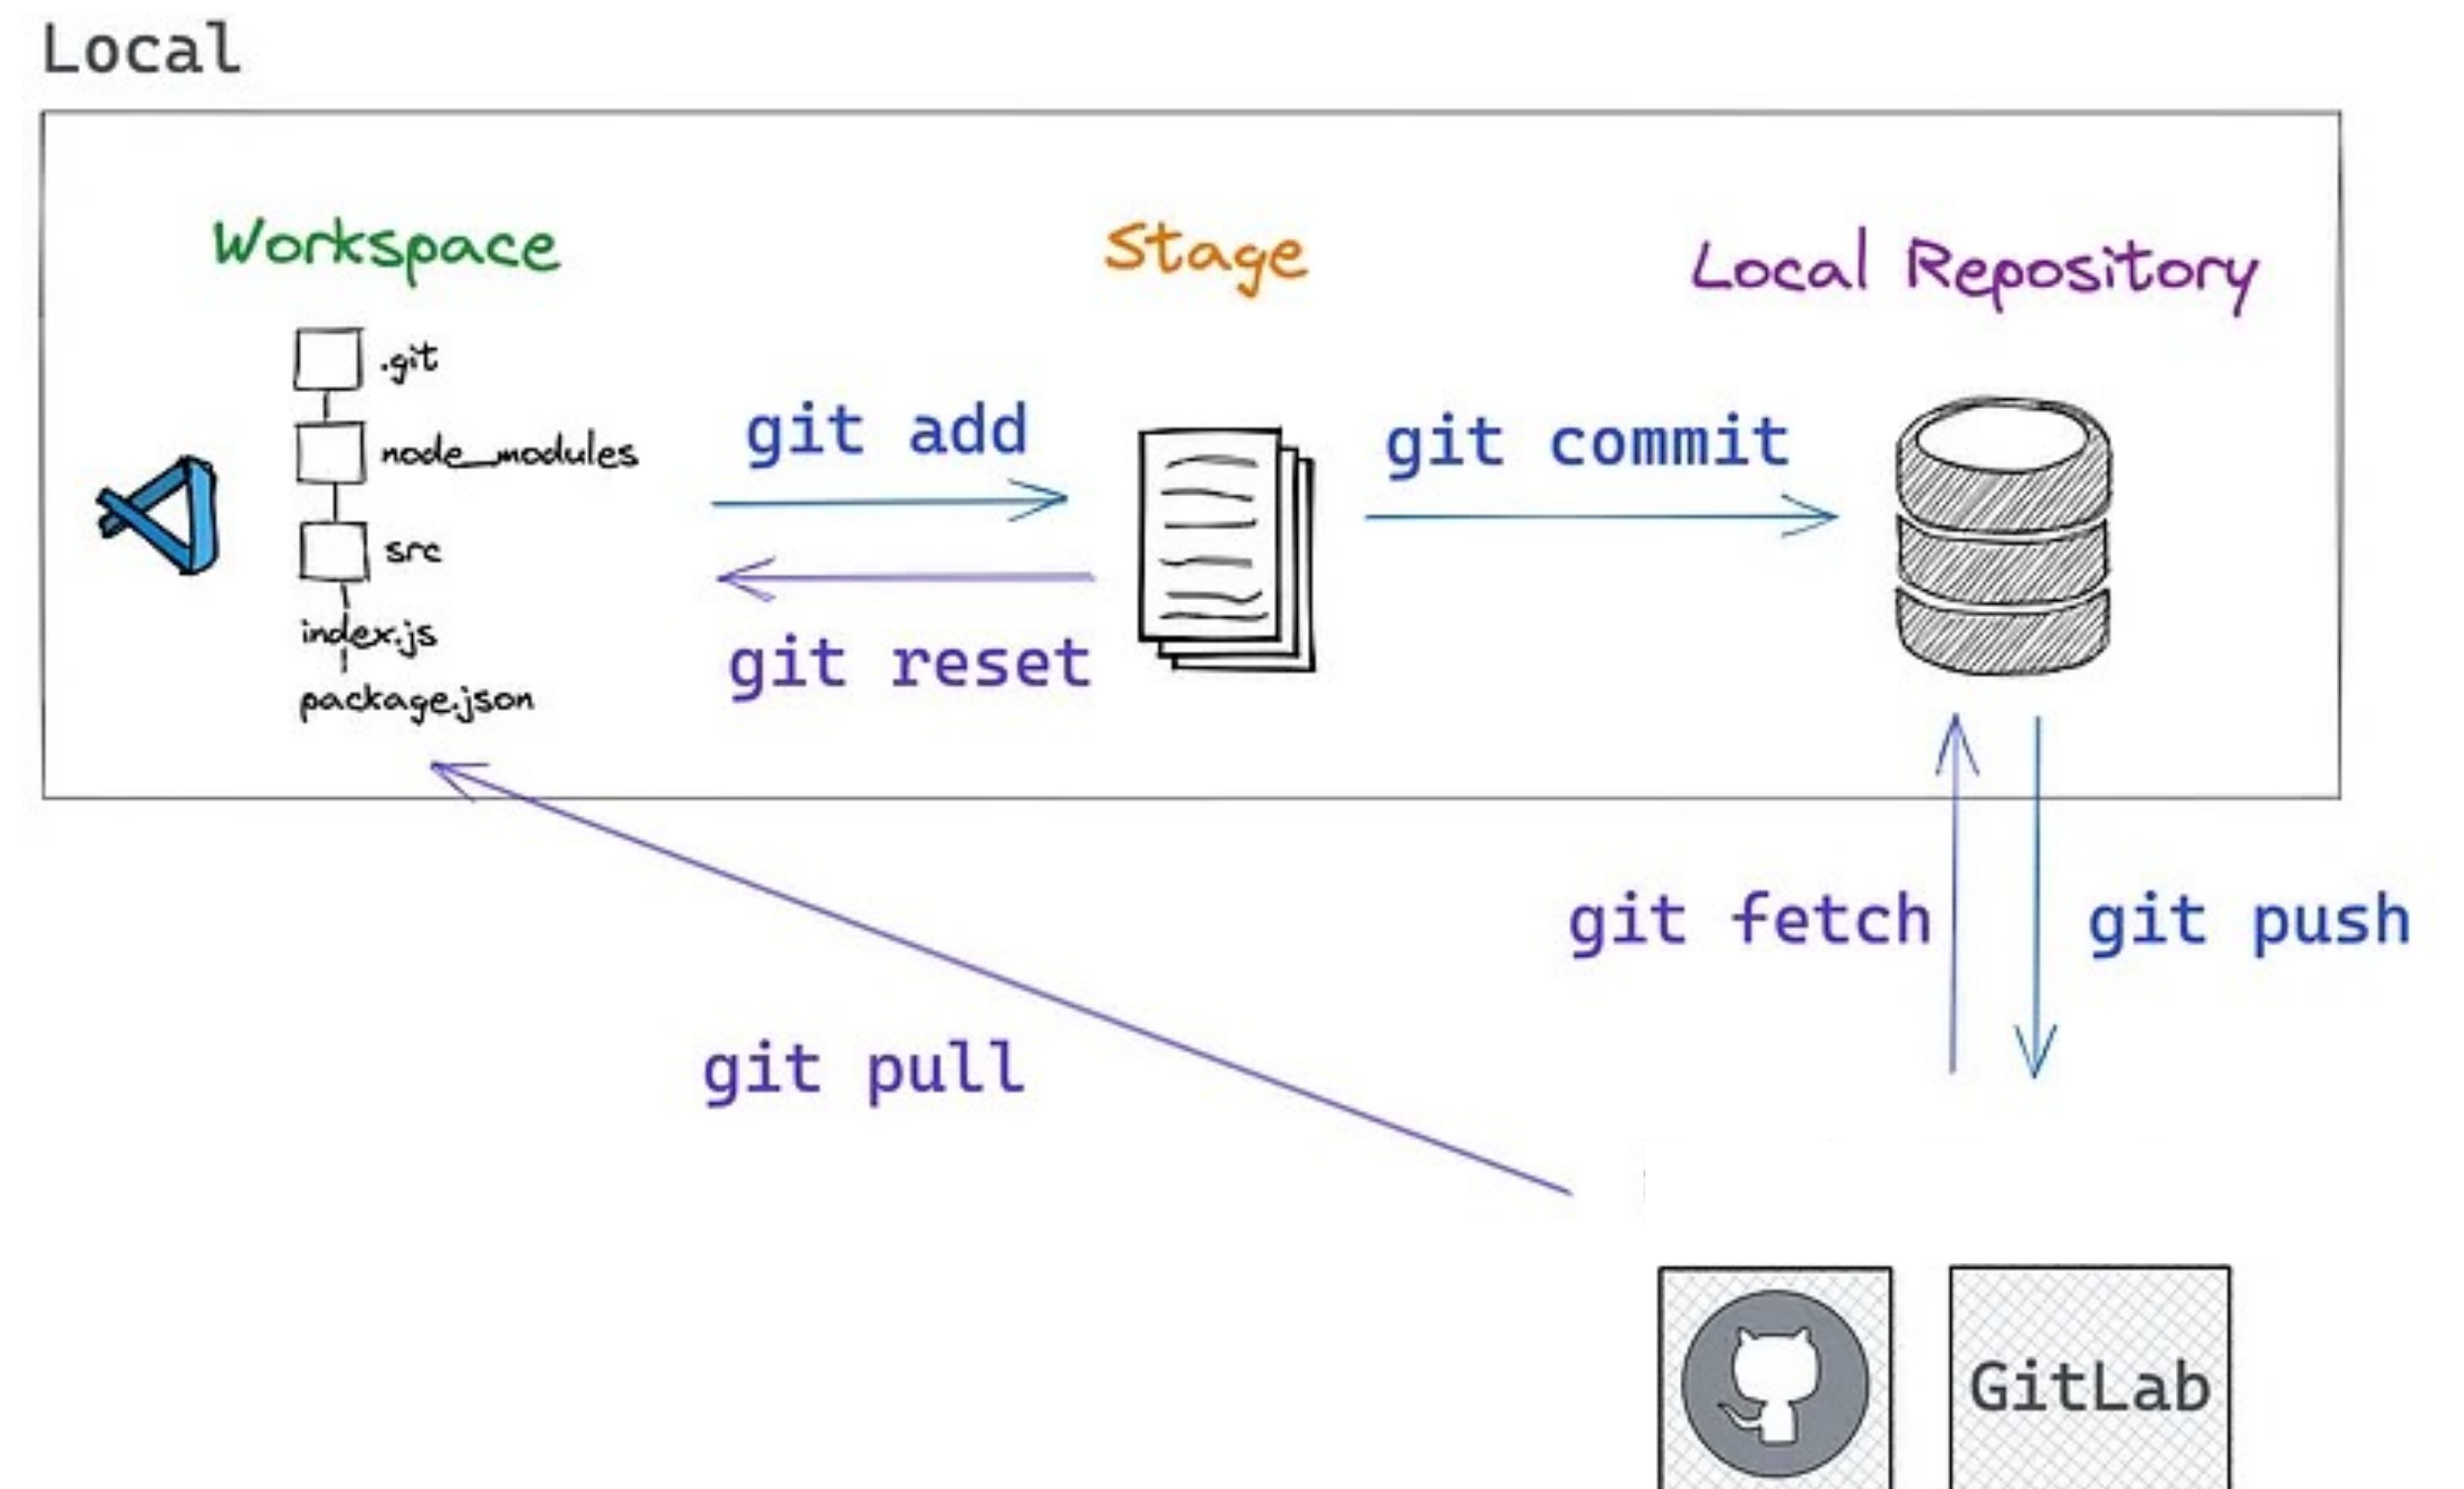 Local
Workspace
Stage
Local Repository
.git
node_modules
src
index.js
package.json
git add
git reset
git commit
git fetch
git push
git pull
GitLab